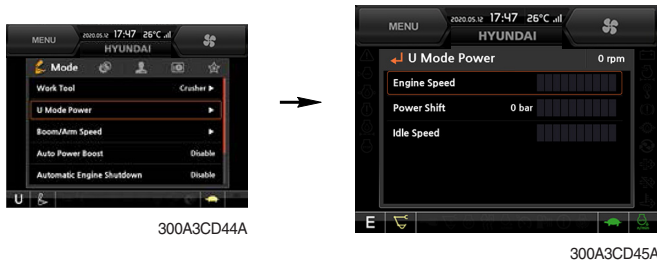 MENU
2020.05.12 17:47 26°C
HYUNDAI
Mode
Work Tool Crusher ▶
U Mode Power ▶
Boom/Arm Speed ▶
Auto Power Boost Disable
Automatic Engine Shutdown Disable
U
300A3CD44A
MENU
2020.05.12 17:47 26°C
HYUNDAI
U Mode Power 0 rpm
Engine Speed
Power Shift 0 bar
Idle Speed
E
300A3CD45A